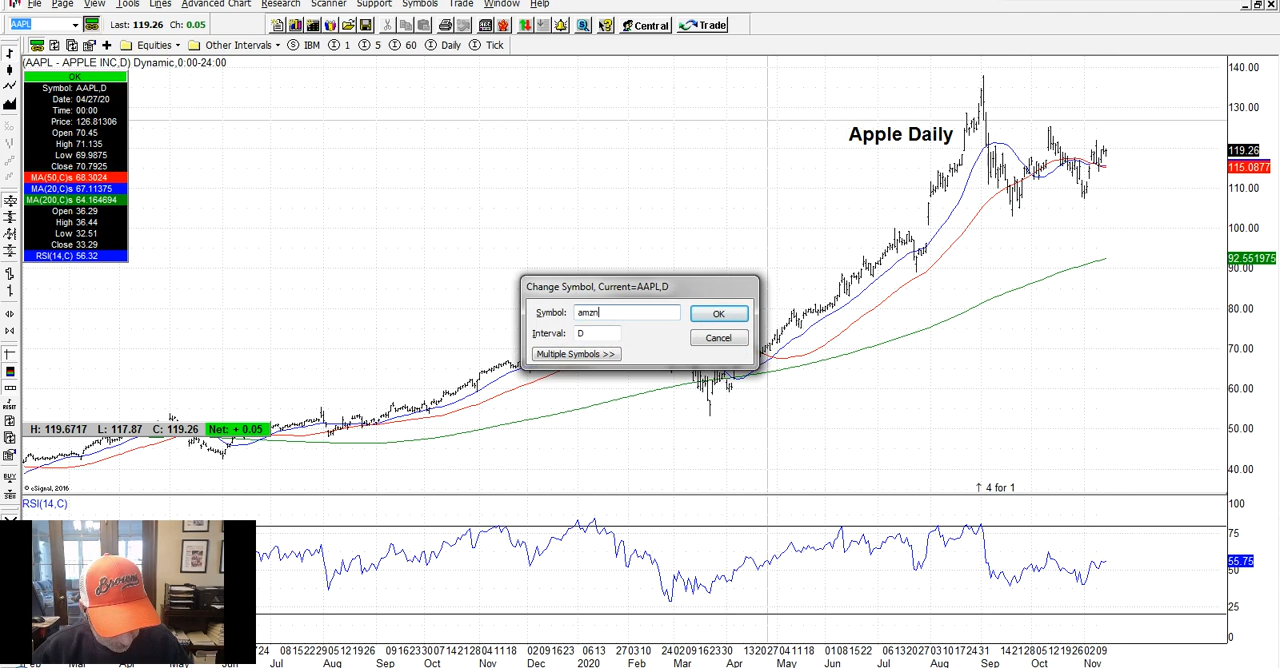 File Page View Tools Lines Advanced Chart Research Scanner Support Symbols Trade Window Help
AAPL Last: 119.26 Ch: 0.05 Central Trade
Equities Other Intervals IBM 1 5 60 Daily Tick
(AAPL - APPLE INC,D) Dynamic,0:00-24:00
OK
Symbol: AAPL,D
Date: 04/27/20
Time: 00:00
Price: 126.81306
Open 70.45
High 71.135
Low 69.9875
Close 70.7925
MA(50,C)s 68.3024
MA(20,C)s 67.11375
MA(200,C)s 64.164694
Open 36.29
High 36.44
Low 32.51
Close 33.29
RSI(14,C) 56.32
Apple Daily
140.00
130.00
119.26
115.0877
110.00
100.00
92.551975
90.00
80.00
70.00
60.00
50.00
40.00
Change Symbol, Current=AAPL,D
Symbol: amzn OK
Interval: D Cancel
Multiple Symbols >>
H: 119.6717 L: 117.87 C: 119.26 Net: + 0.05
© eSignal, 2016
↑ 4 for 1
RSI(14,C)
100
75
55.75
50
25
0
RESET
BUY
SELL
Brown
Jul Aug Sep Oct Nov Dec 2020 Feb Mar Apr May Jun Jul Aug Sep Oct Nov